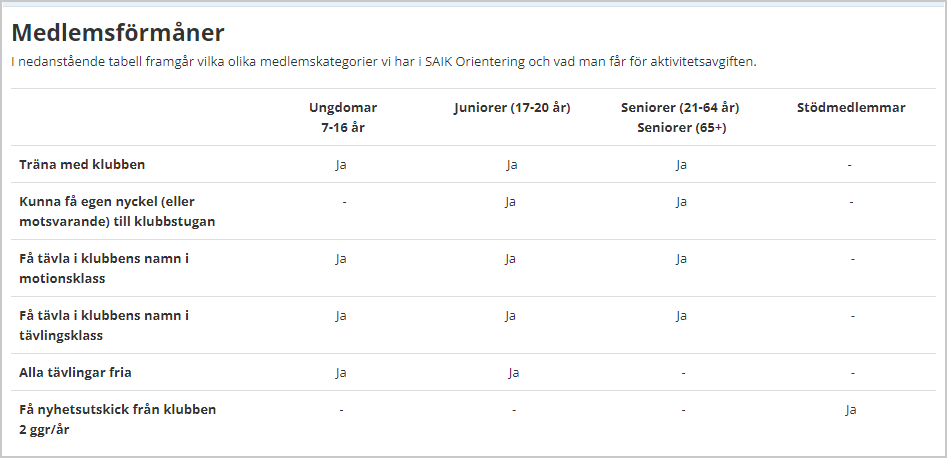 Medlemsförmåner
I nedanstående tabell framgår vilka olika medlemskategorier vi har i SAIK Orientering och vad man får för aktivitetsavgiften.
Ungdomar Juniorer (17-20 år) Seniorer (21-64 år) Stödmedlemmar
7-16 år Seniorer (65+)
Träna med klubben Ja Ja Ja -
Kunna få egen nyckel (eller - Ja Ja -
motsvarande) till klubbstugan
Få tävla i klubbens namn i Ja Ja Ja -
motionsklass
Få tävla i klubbens namn i Ja Ja Ja -
tävlingsklass
Alla tävlingar fria Ja Ja - -
Få nyhetsutskick från klubben - - - Ja
2 ggr/år